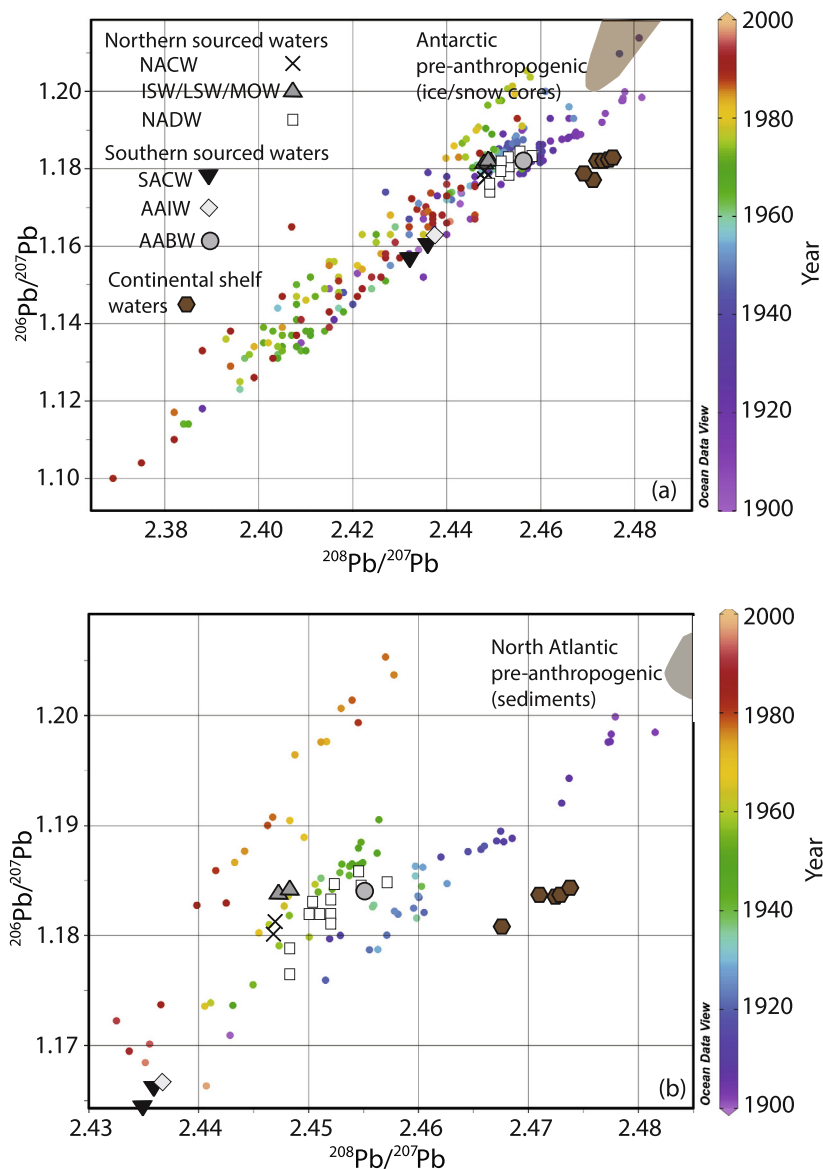 Northern sourced waters
NACW
ISW/LSW/MOW
NADW
Southern sourced waters
SACW
AAIW
AABW
Continental shelf
waters
Antarctic
pre-anthropogenic
(ice/snow cores)
1.20
1.18
1.16
1.14
1.12
1.10
²⁰⁶Pb/²⁰⁷Pb
2.38
2.40
2.42
2.44
2.46
2.48
²⁰⁸Pb/²⁰⁷Pb
(a)
Ocean Data View
2000
1980
1960
1940
1920
1900
Year
North Atlantic
pre-anthropogenic
(sediments)
1.20
1.19
1.18
1.17
²⁰⁶Pb/²⁰⁷Pb
2.43
2.44
2.45
2.46
2.47
2.48
²⁰⁸Pb/²⁰⁷Pb
(b)
Ocean Data View
2000
1980
1960
1940
1920
1900
Year